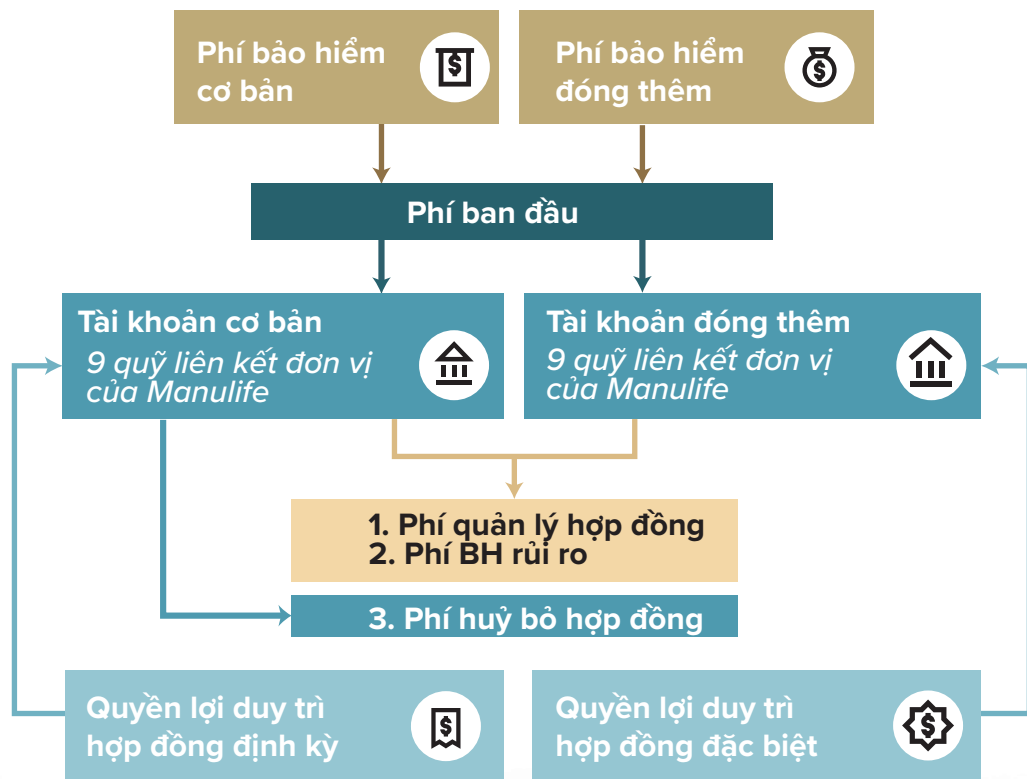 Phí bảo hiểm
cơ bản
Phí bảo hiểm
đóng thêm
Phí ban đầu
Tài khoản cơ bản
9 quỹ liên kết đơn vị
của Manulife
Tài khoản đóng thêm
9 quỹ liên kết đơn vị
của Manulife
1. Phí quản lý hợp đồng
2. Phí BH rủi ro
3. Phí huỷ bỏ hợp đồng
Quyền lợi duy trì
hợp đồng định kỳ
Quyền lợi duy trì
hợp đồng đặc biệt